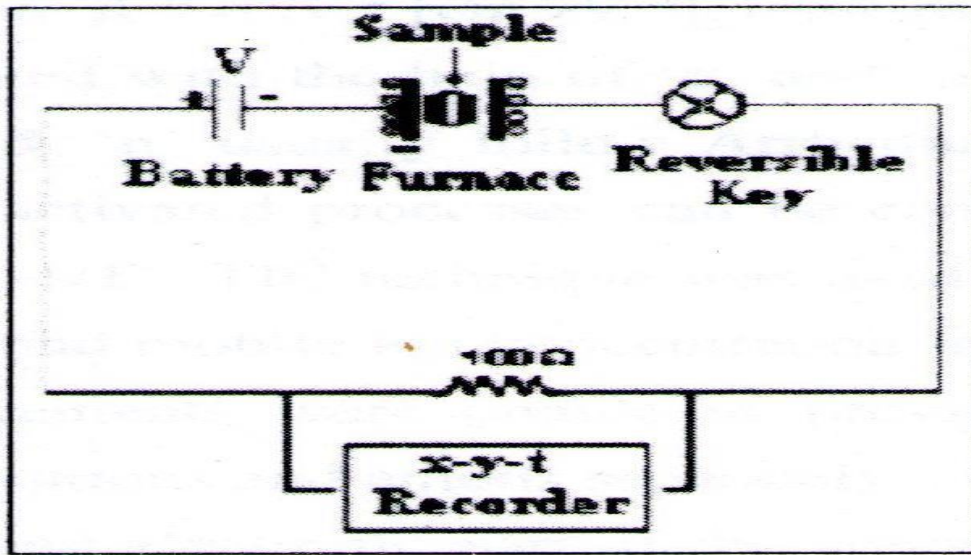 Sample
V
+ -
Battery Furnace Reversible
Key
100Ω
x-y-t
Recorder